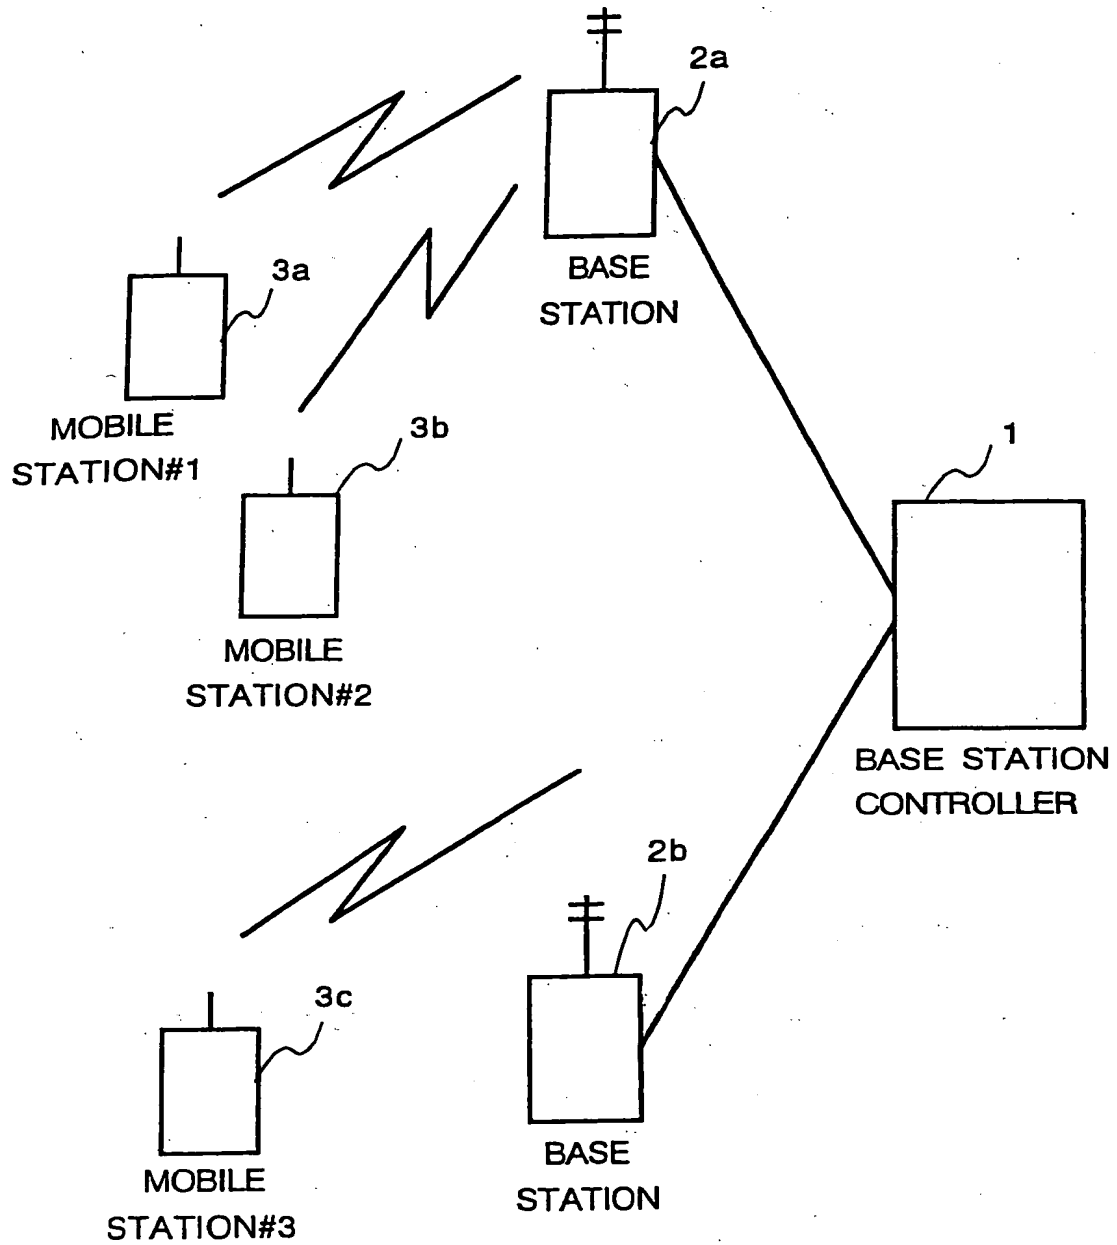 2a
BASE
STATION
3a
MOBILE
STATION#1
3b
MOBILE
STATION#2
1
BASE STATION
CONTROLLER
2b
BASE
STATION
3c
MOBILE
STATION#3